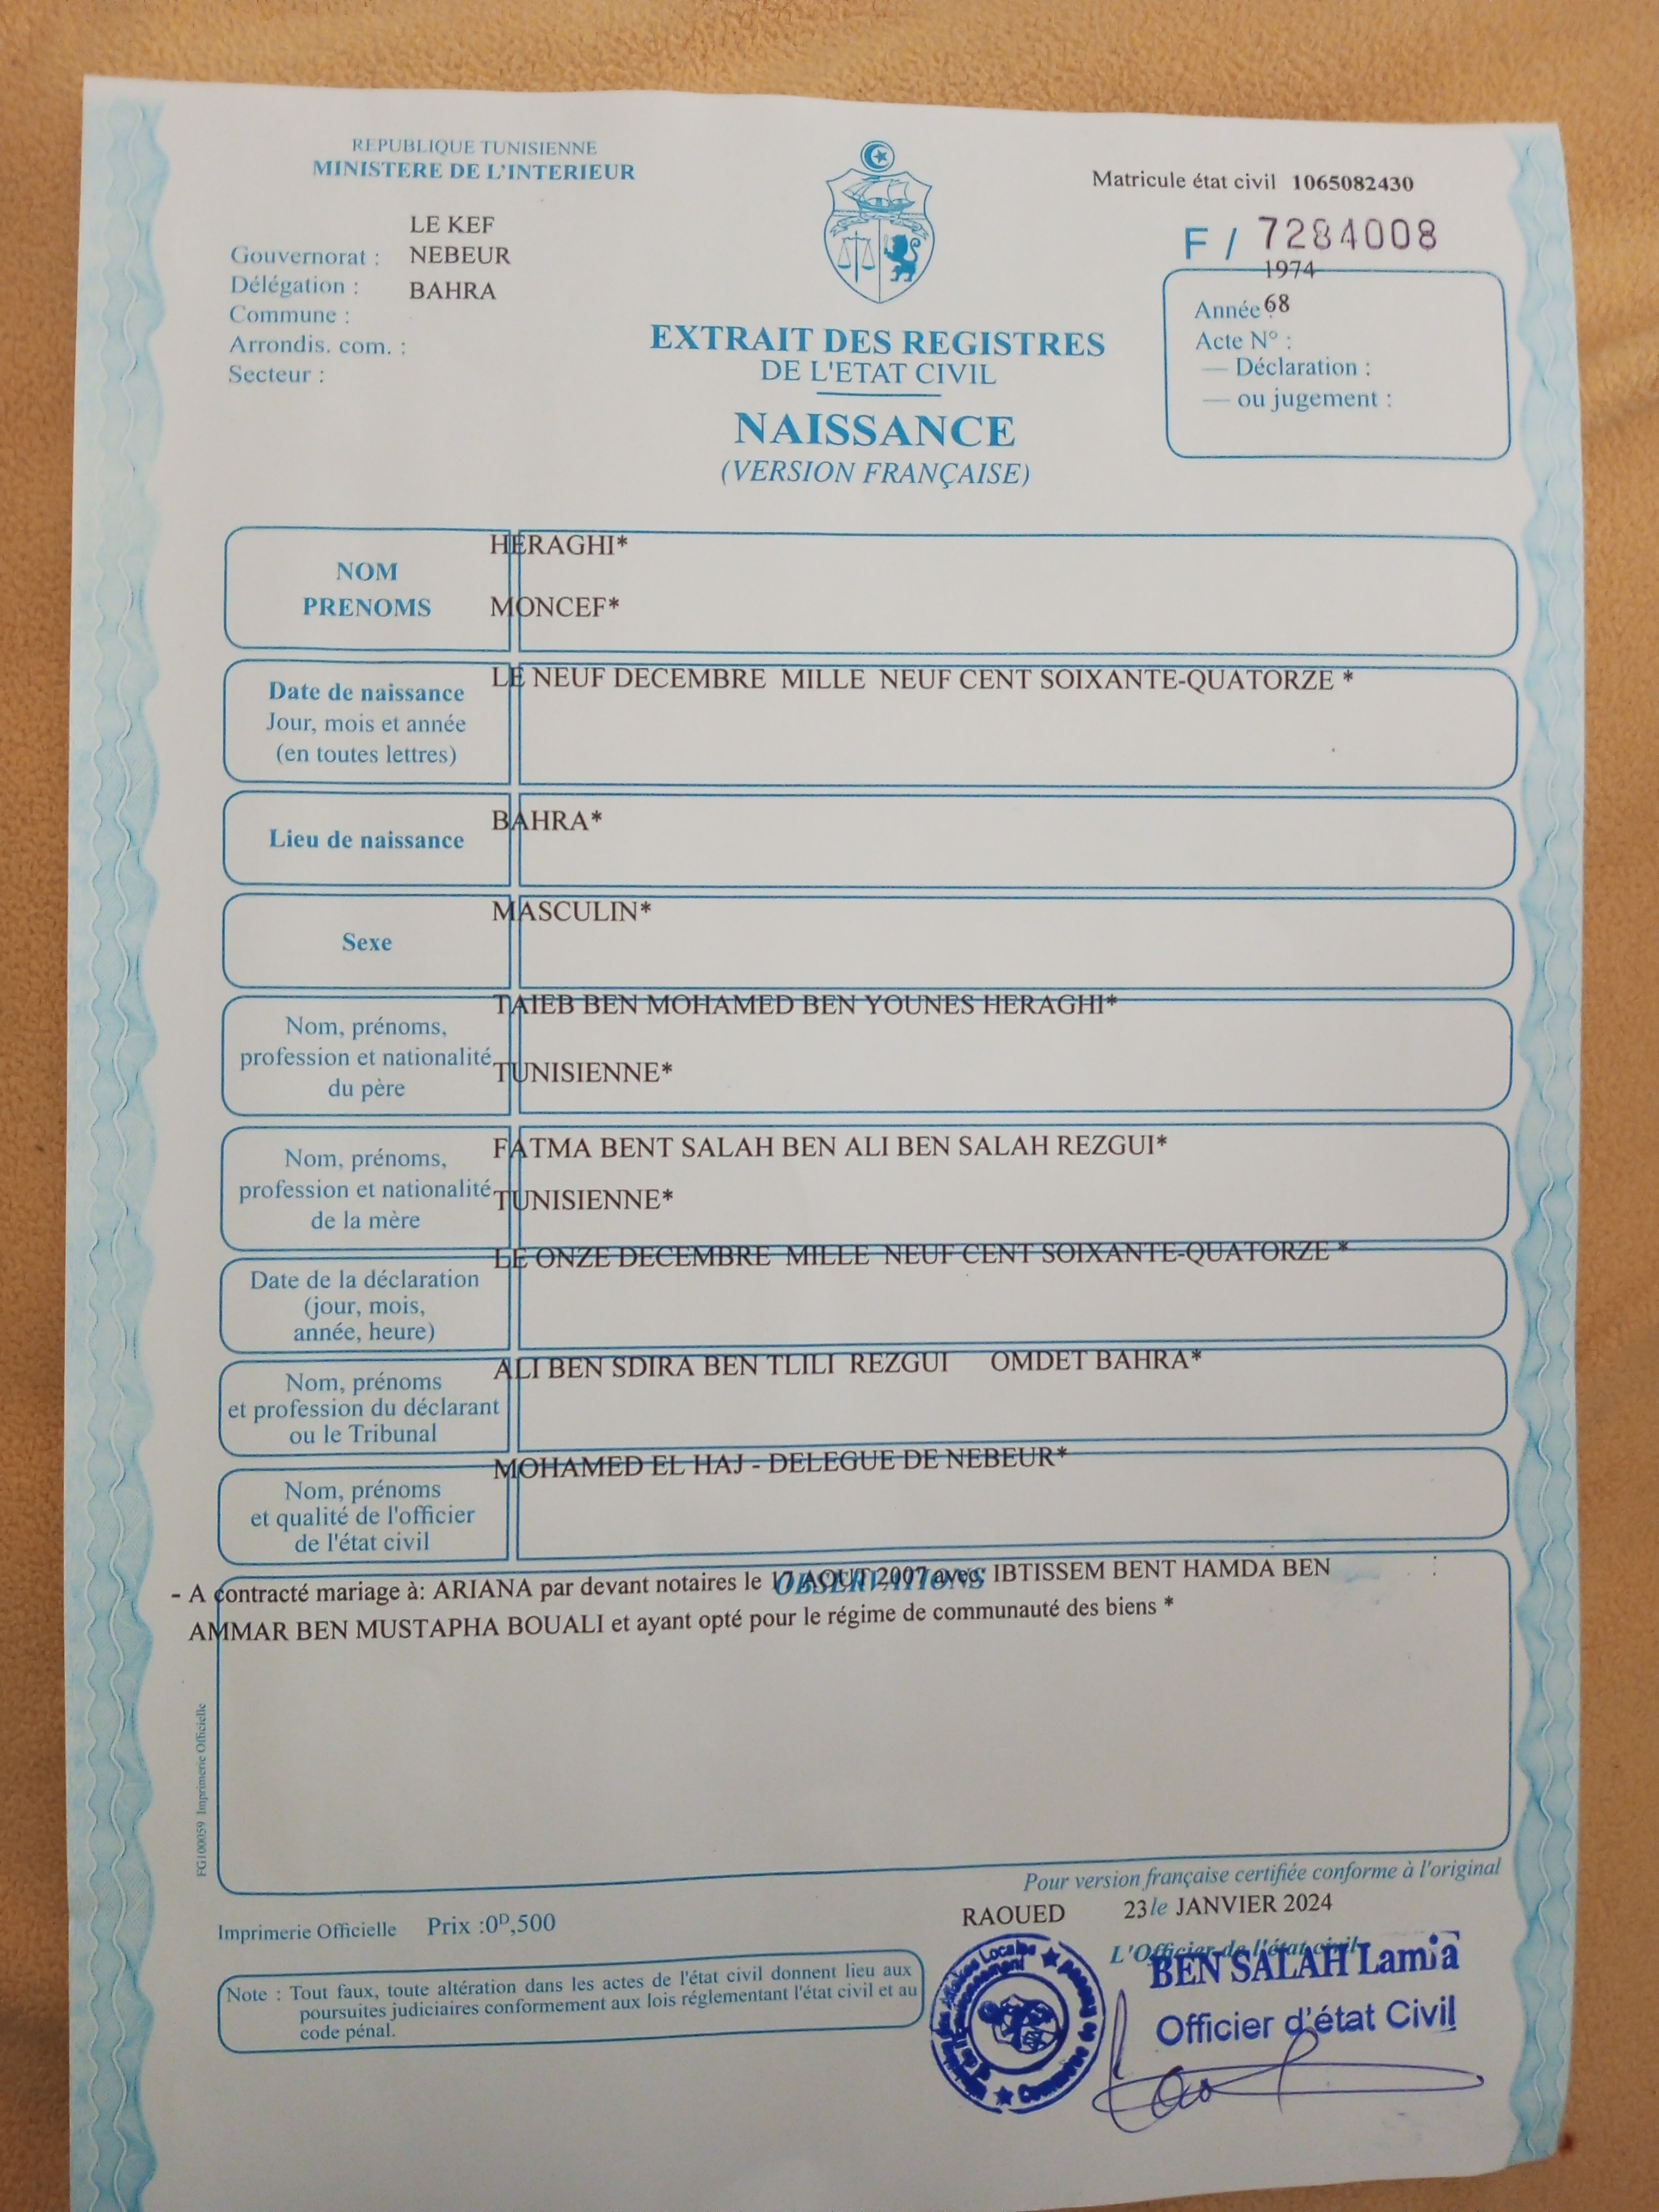 REPUBLIQUE TUNISIENNE
MINISTERE DE L'INTERIEUR
Matricule état civil 1065082430
F / 7284008
LE KEF
Gouvernorat : NEBEUR
Délégation : BAHRA
Commune :
Arrondis. com. :
Secteur :
1974
Année : 68
Acte N° :
— Déclaration :
— ou jugement :
EXTRAIT DES REGISTRES
DE L'ETAT CIVIL
NAISSANCE
(VERSION FRANÇAISE)
HERAGHI*
NOM
PRENOMS MONCEF*
LE NEUF DECEMBRE MILLE NEUF CENT SOIXANTE-QUATORZE *
Date de naissance
Jour, mois et année
(en toutes lettres)
BAHRA*
Lieu de naissance
MASCULIN*
Sexe
TAIEB BEN MOHAMED BEN YOUNES HERAGHI*
Nom, prénoms,
profession et nationalité
du père
TUNISIENNE*
FATMA BENT SALAH BEN ALI BEN SALAH REZGUI*
Nom, prénoms,
profession et nationalité
de la mère
TUNISIENNE*
LE ONZE DECEMBRE MILLE NEUF CENT SOIXANTE-QUATORZE *
Date de la déclaration
(jour, mois,
année, heure)
ALI BEN SDIRA BEN TLILI REZGUI OMDET BAHRA*
Nom, prénoms
et profession du déclarant
ou le Tribunal
MOHAMED EL HAJ - DELEGUE DE NEBEUR*
Nom, prénoms
et qualité de l'officier
de l'état civil
OBSERVATIONS
- A contracté mariage à: ARIANA par devant notaires le 17 AOUT 2007 avec: IBTISSEM BENT HAMDA BEN
AMMAR BEN MUSTAPHA BOUALI et ayant opté pour le régime de communauté des biens *
FG100059 Imprimerie Officielle
Pour version française certifiée conforme à l'original
RAOUED 23 le JANVIER 2024
Imprimerie Officielle Prix :0ᴰ,500
L'Officier de l'état civil
BEN SALAH Lamia
Officier d'état Civil
Note : Tout faux, toute altération dans les actes de l'état civil donnent lieu aux
poursuites judiciaires conformement aux lois réglementant l'état civil et au
code pénal.
Commune de Raoued